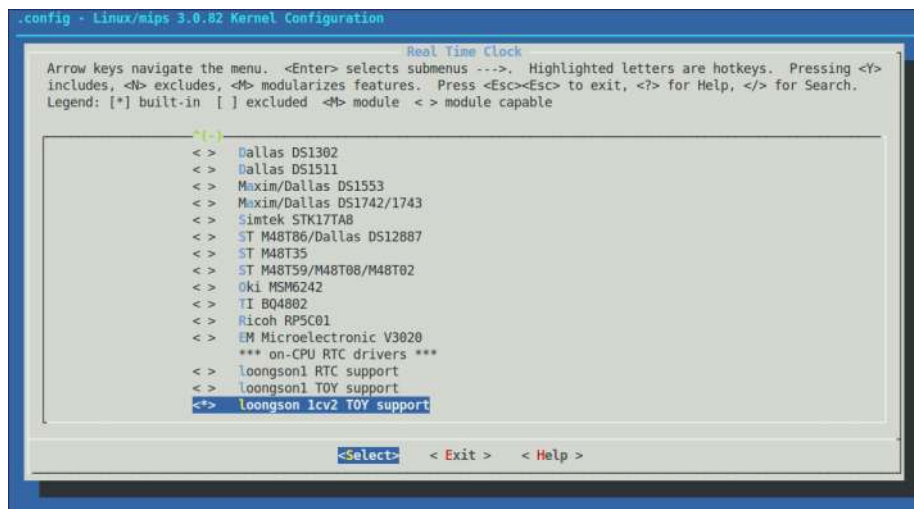 .config - Linux/mips 3.0.82 Kernel Configuration
Real Time Clock
Arrow keys navigate the menu. <Enter> selects submenus --->. Highlighted letters are hotkeys. Pressing <Y>
includes, <N> excludes, <M> modularizes features. Press <Esc><Esc> to exit, <?> for Help, </> for Search.
Legend: [*] built-in [ ] excluded <M> module < > module capable
^(-)
< > Dallas DS1302
< > Dallas DS1511
< > Maxim/Dallas DS1553
< > Maxim/Dallas DS1742/1743
< > Simtek STK17TA8
< > ST M48T86/Dallas DS12887
< > ST M48T35
< > ST M48T59/M48T08/M48T02
< > Oki MSM6242
< > TI BQ4802
< > Ricoh RP5C01
< > EM Microelectronic V3020
*** on-CPU RTC drivers ***
< > loongson1 RTC support
< > loongson1 TOY support
<*> loongson 1cv2 TOY support
<Select> < Exit > < Help >